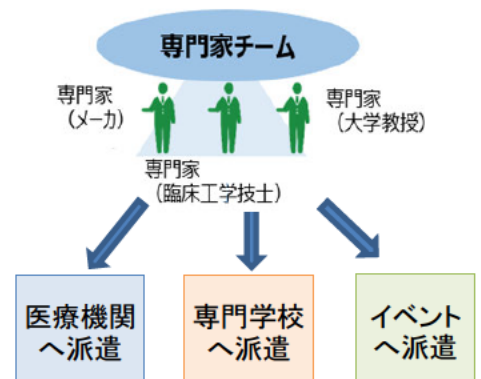 専門家チーム
専門家
（メーカ）
専門家
（大学教授）
専門家
（臨床工学技士）
医療機関
へ派遣
専門学校
へ派遣
イベント
へ派遣